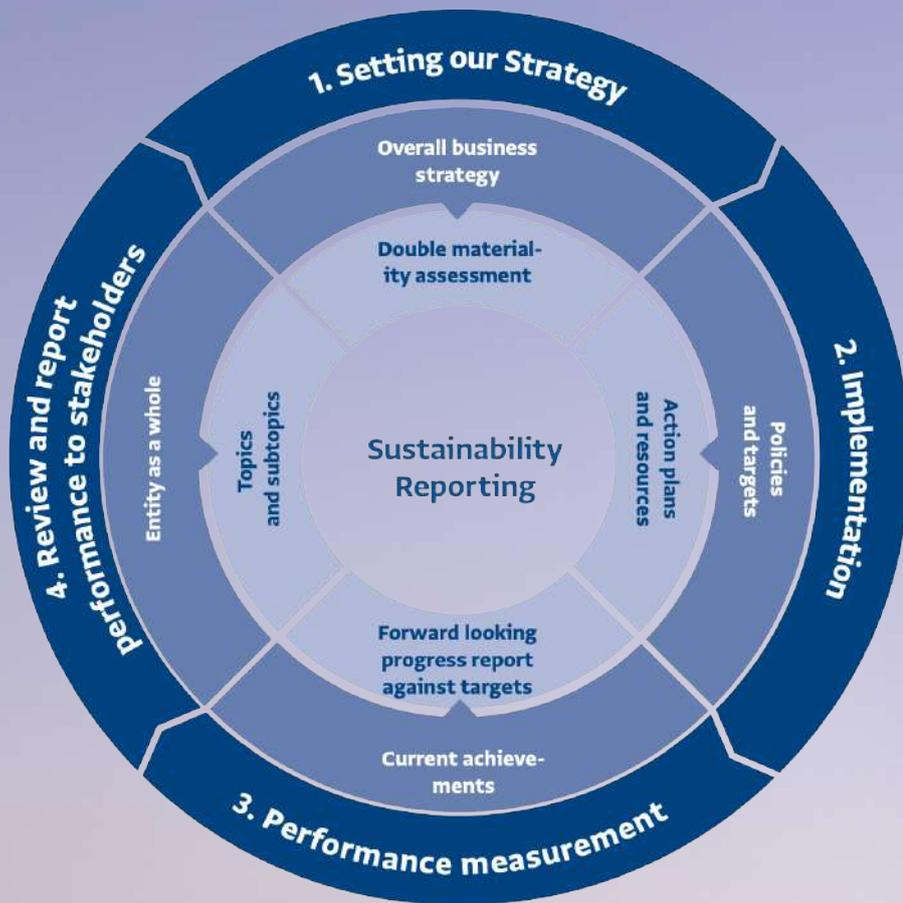 1. Setting our Strategy
Overall business
strategy
Double material-
ity assessment
2. Implementation
Policies
and targets
Action plans
and resources
3. Performance measurement
Current achieve-
ments
Forward looking
progress report
against targets
4. Review and report
performance to stakeholders
Entity as a whole
Topics
and subtopics
Sustainability
Reporting